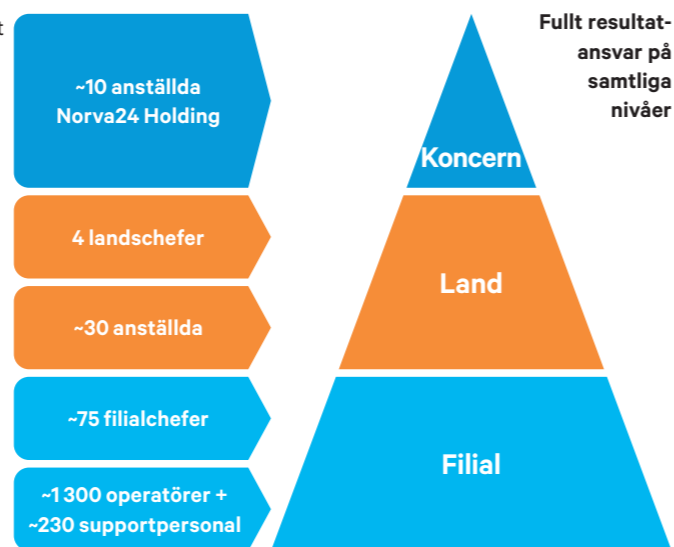 t
~10 anställda
Norva24 Holding
4 landschefer
~30 anställda
~75 filialchefer
~1 300 operatörer +
~230 supportpersonal
Koncern
Land
Filial
Fullt resultat-
ansvar på
samtliga
nivåer